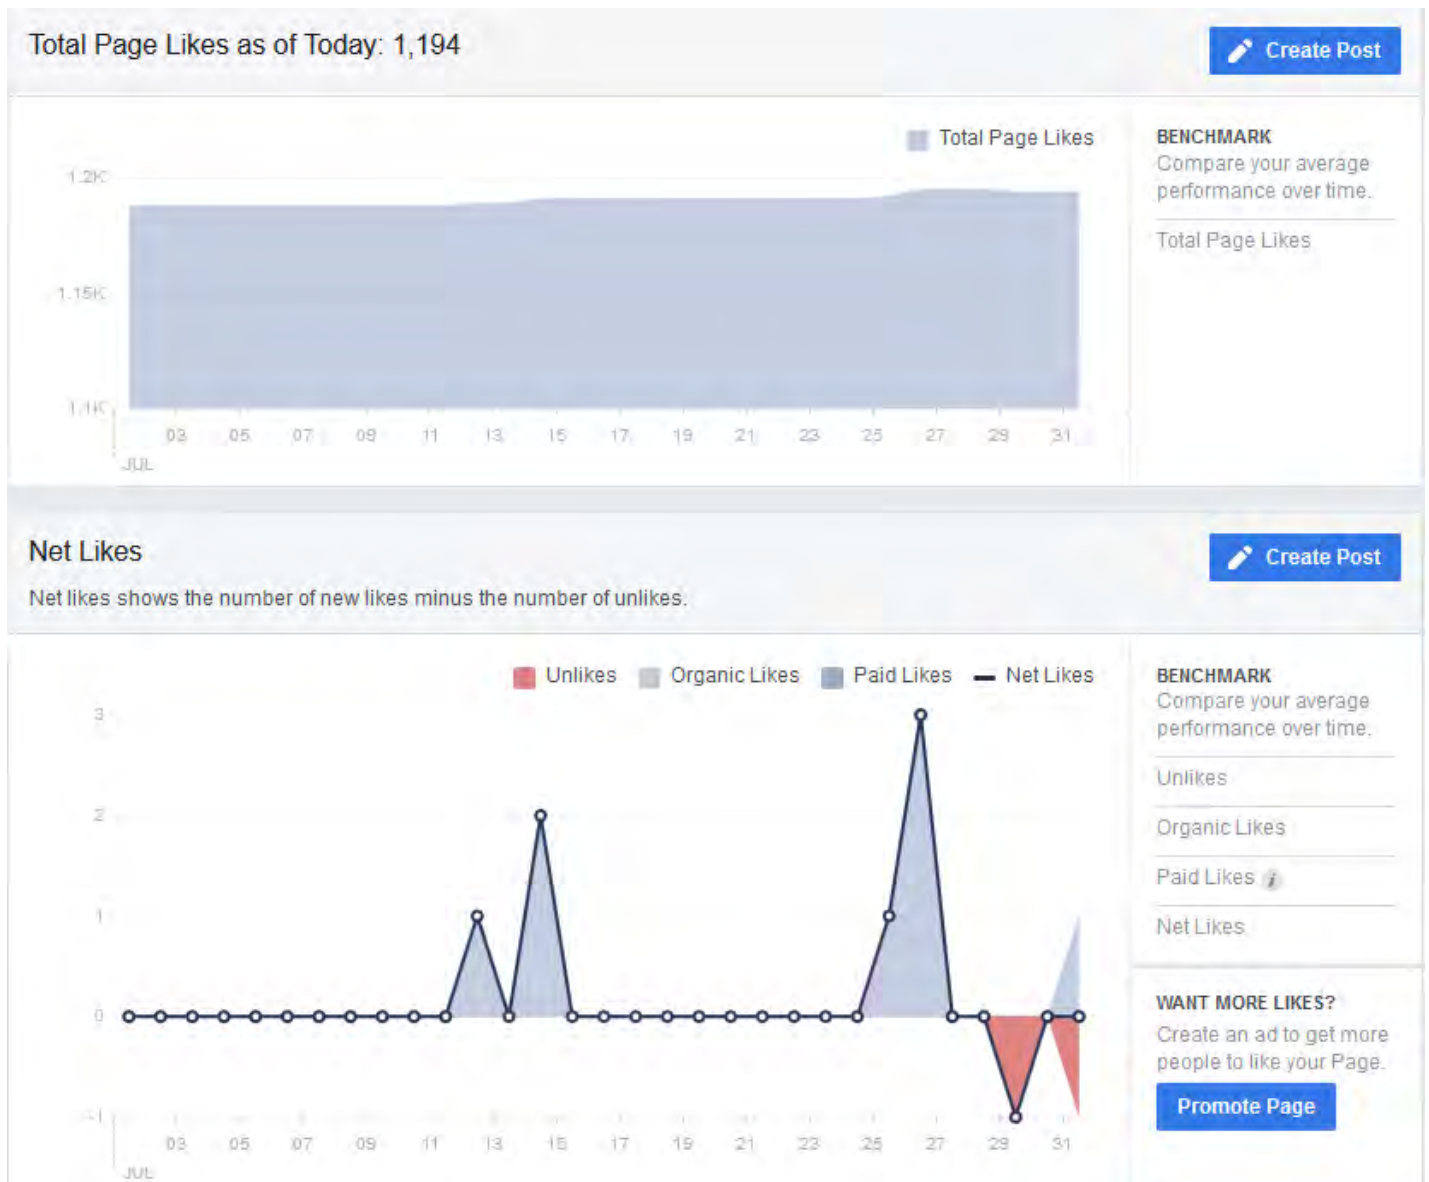 Total Page Likes as of Today: 1,194
Create Post
Total Page Likes
BENCHMARK
Compare your average
performance over time.
Total Page Likes
1.2K
1.15K
1.1K
03 05 07 09 11 13 15 17 19 21 23 25 27 29 31
JUL
Net Likes
Create Post
Net likes shows the number of new likes minus the number of unlikes.
Unlikes Organic Likes Paid Likes Net Likes
BENCHMARK
Compare your average
performance over time.
Unlikes
Organic Likes
Paid Likes i
Net Likes
3
2
1
0
-1
03 05 07 09 11 13 15 17 19 21 23 25 27 29 31
JUL
WANT MORE LIKES?
Create an ad to get more
people to like your Page.
Promote Page